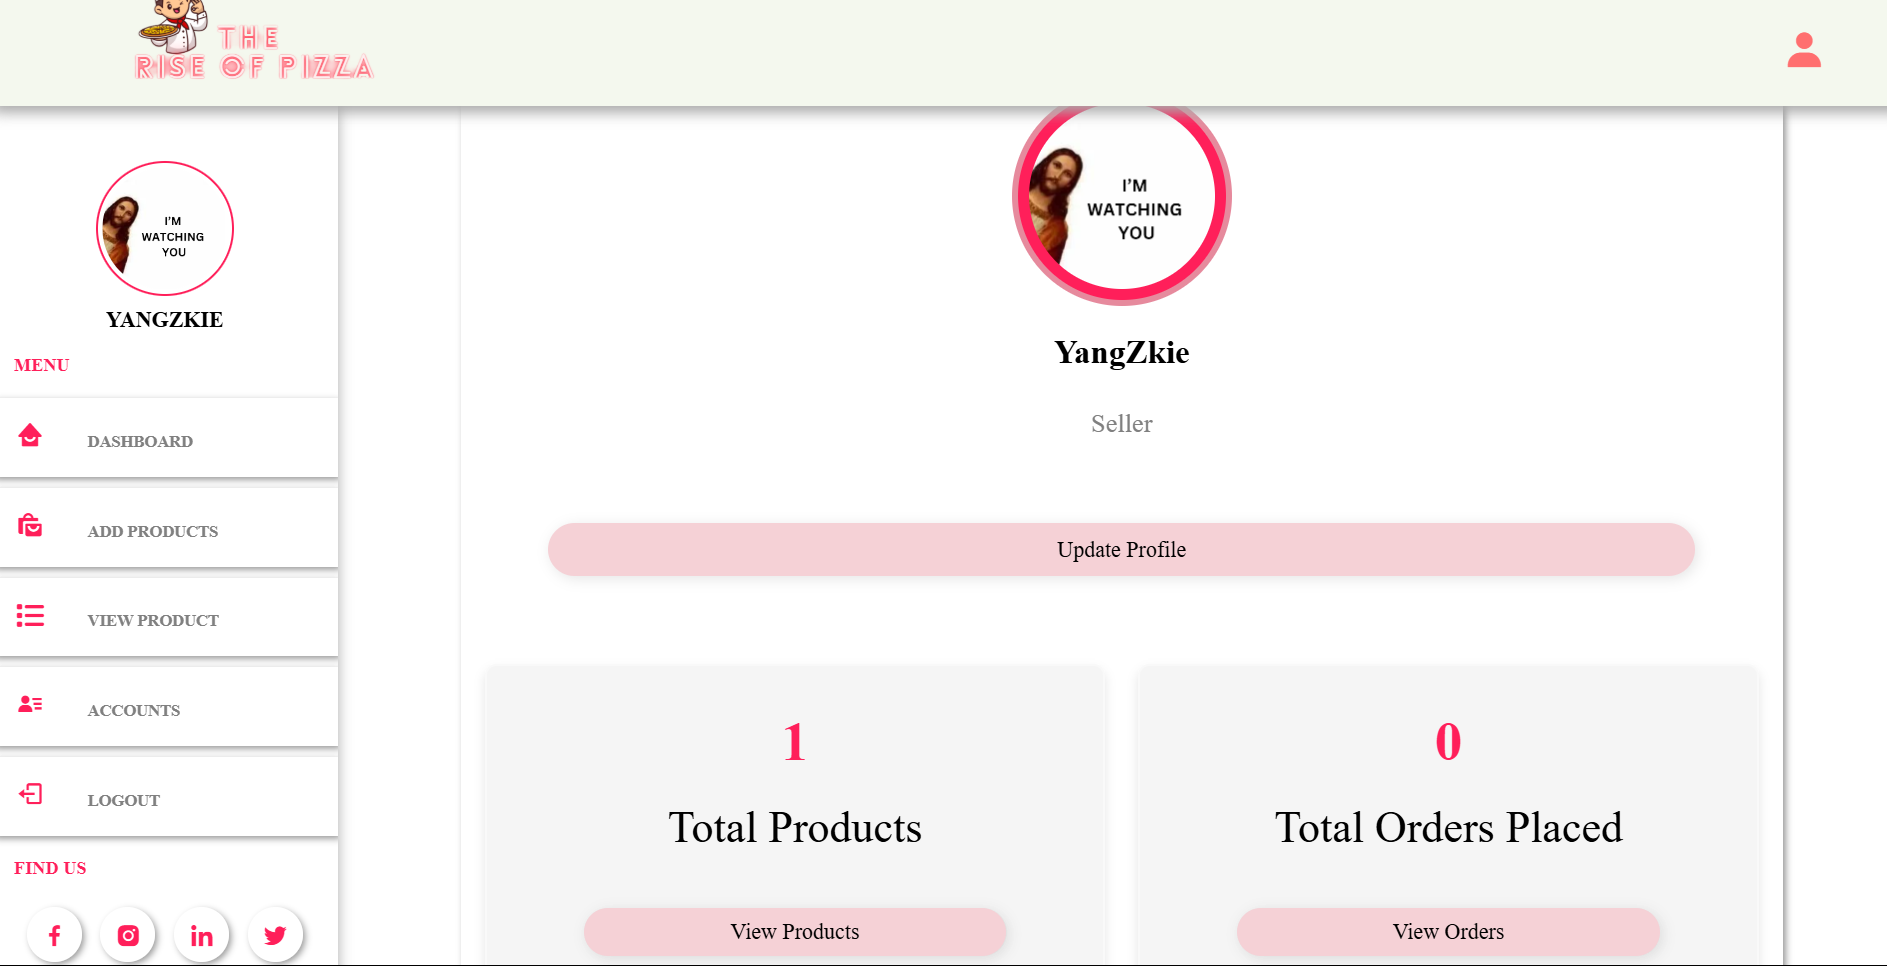 THE
RISE OF PIZZA
I'M
WATCHING
YOU
YANGZKIE
MENU
DASHBOARD
ADD PRODUCTS
VIEW PRODUCT
ACCOUNTS
LOGOUT
FIND US
I'M
WATCHING
YOU
YangZkie
Seller
Update Profile
1
Total Products
View Products
0
Total Orders Placed
View Orders